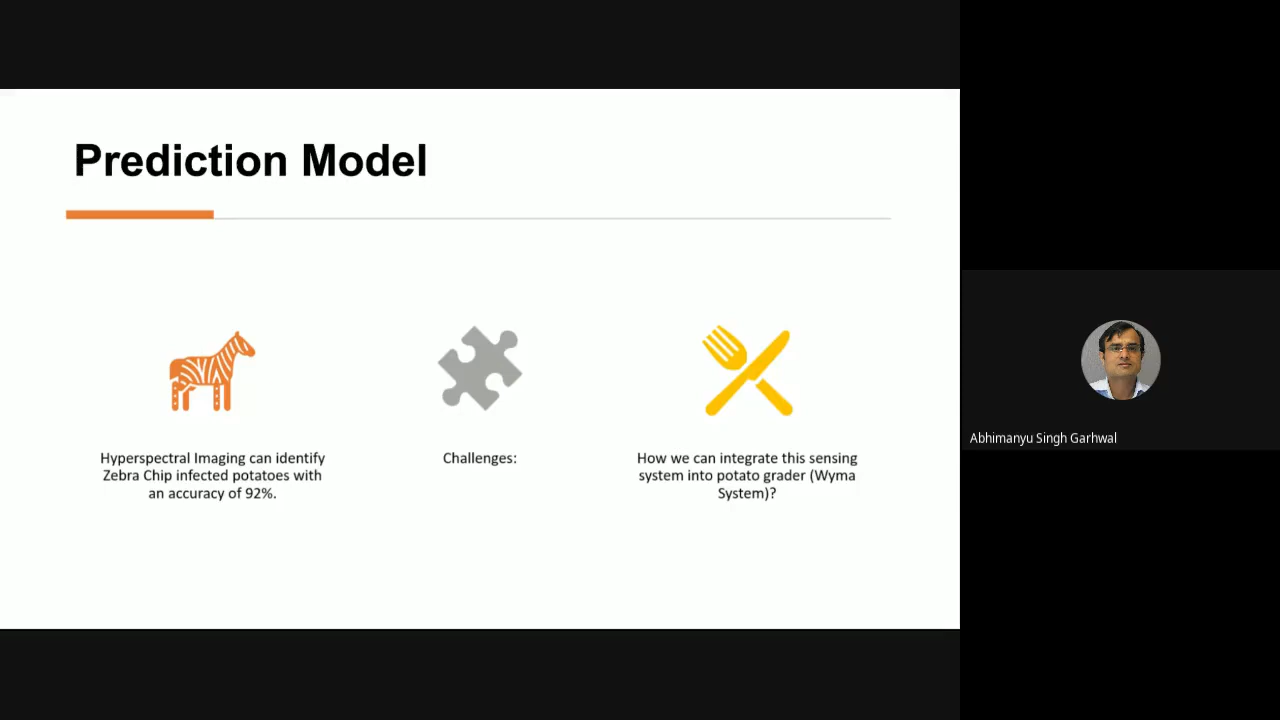 Prediction Model
Hyperspectral Imaging can identify
Zebra Chip infected potatoes with
an accuracy of 92%.
Challenges:
How we can integrate this sensing
system into potato grader (Wyma
System)?
Abhimanyu Singh Garhwal